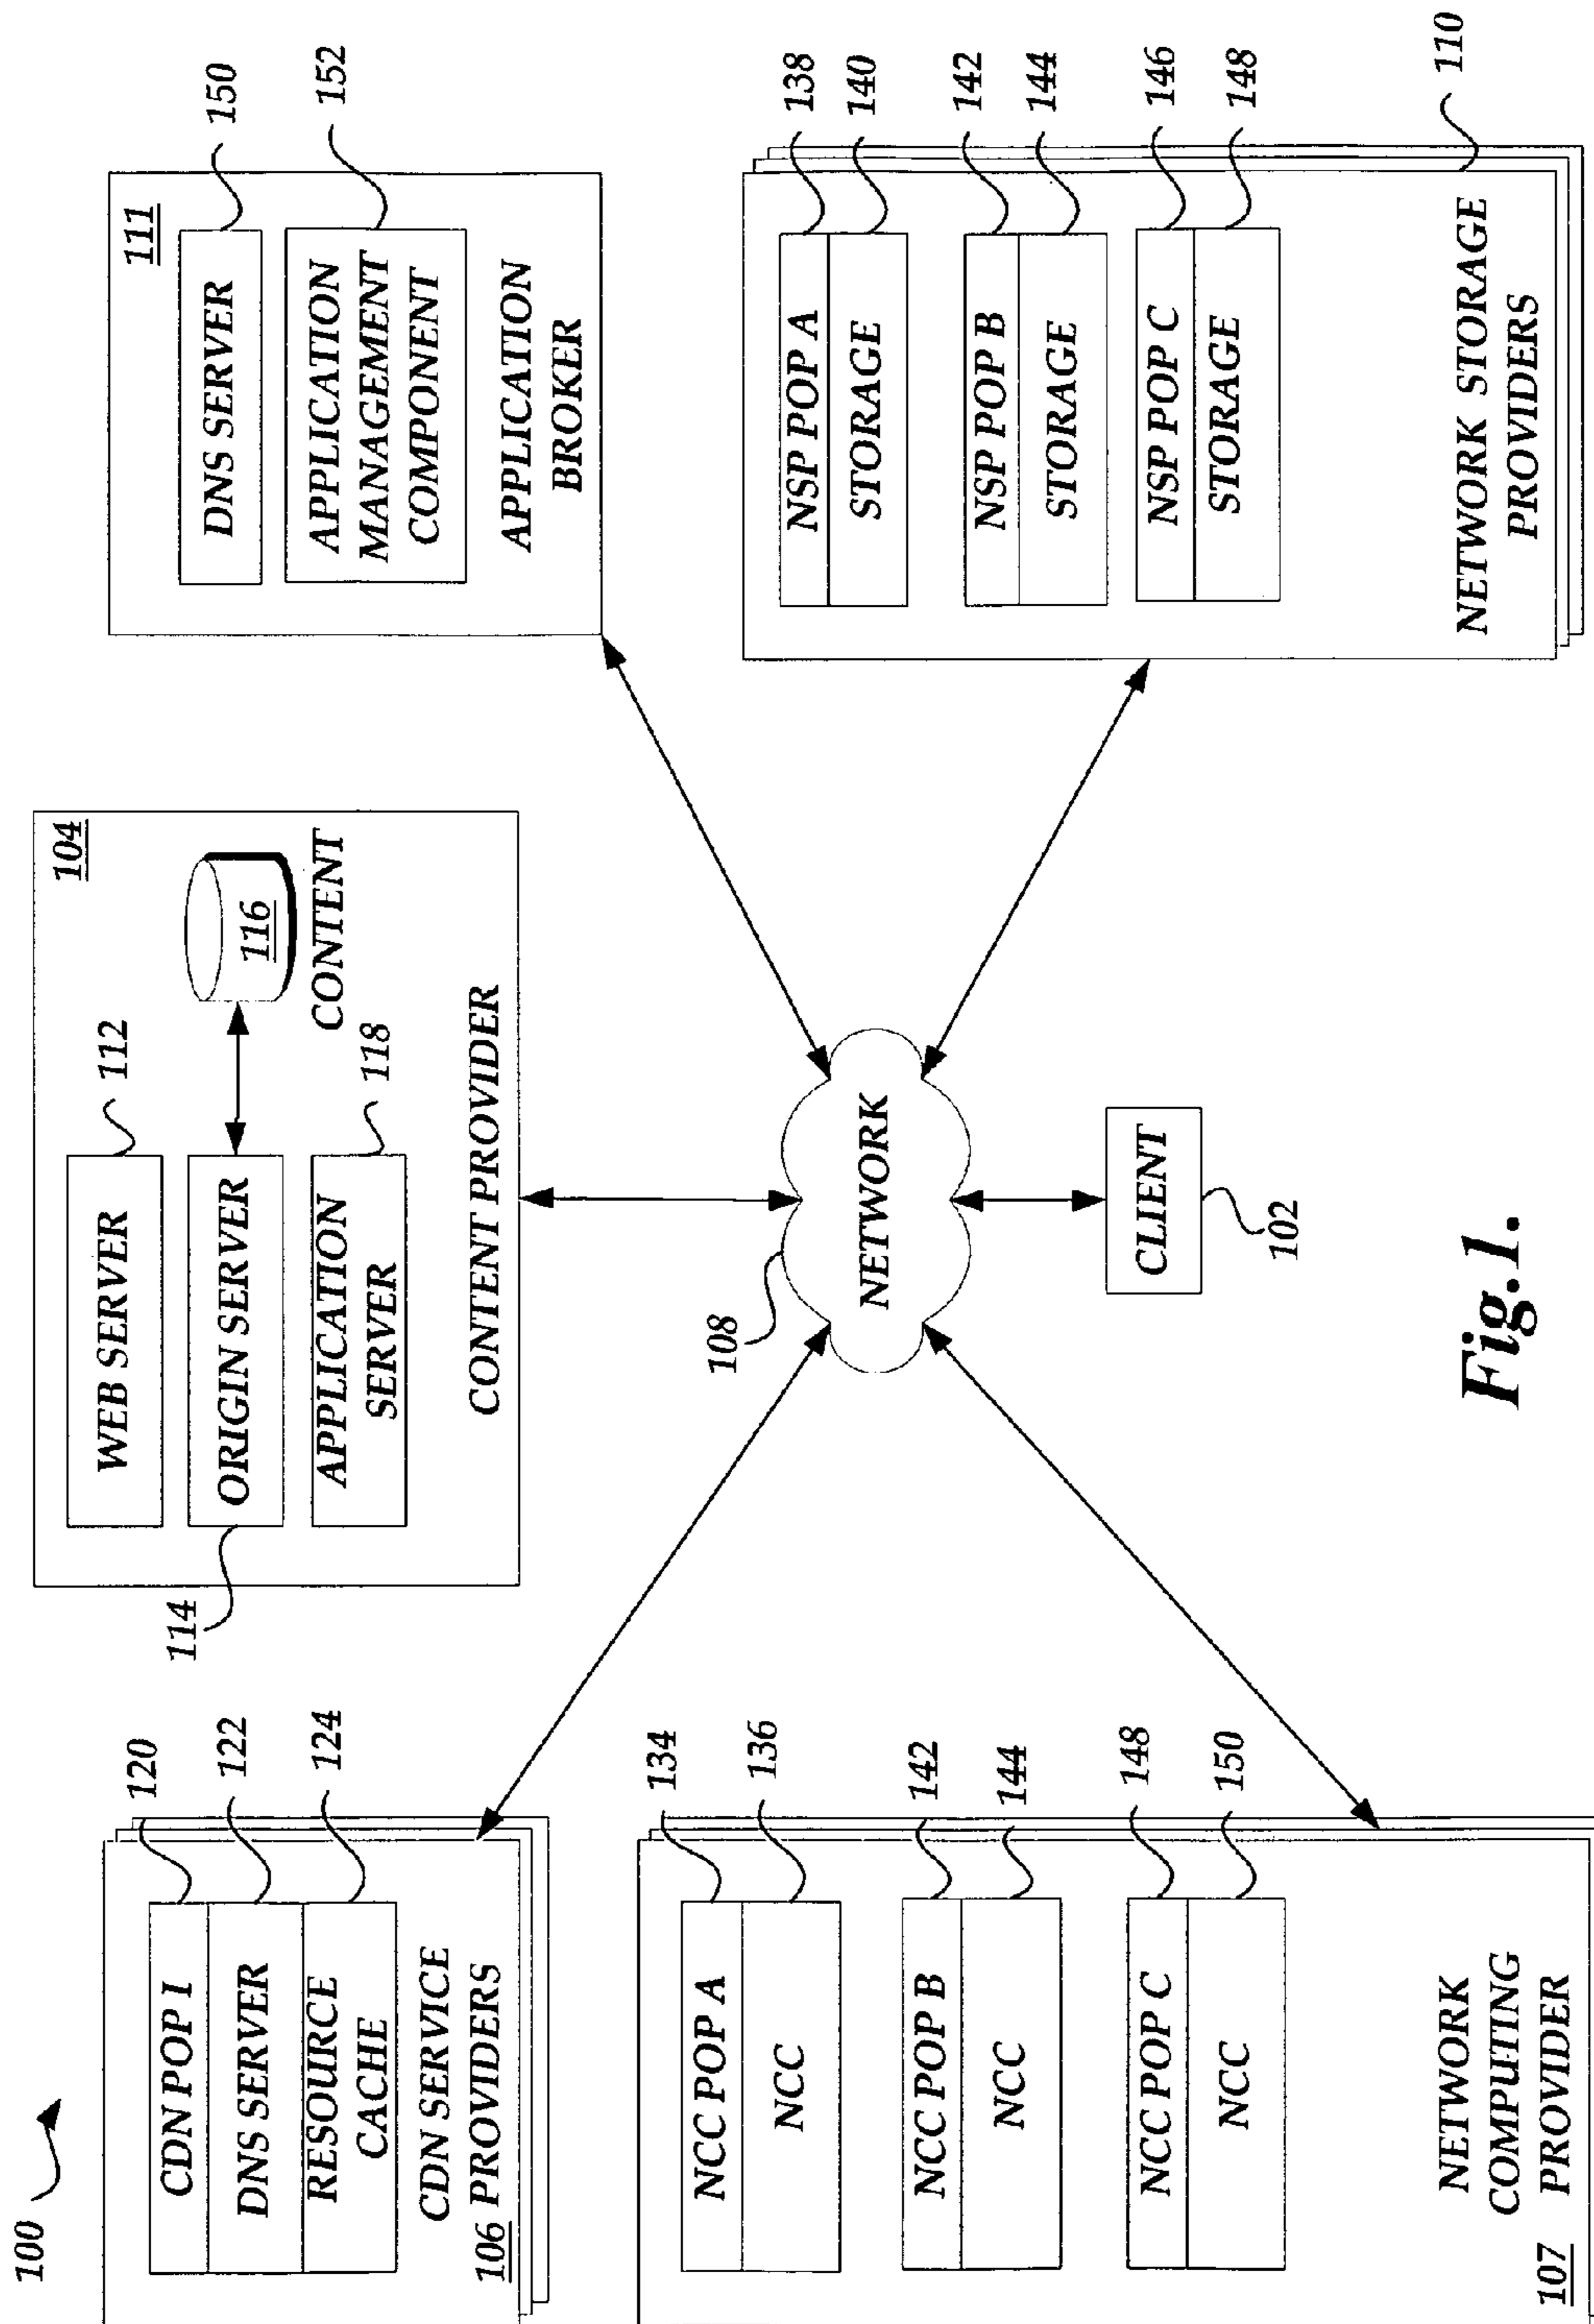 100
CDN POP I
DNS SERVER
RESOURCE
CACHE
CDN SERVICE
106 PROVIDERS
120
122
124
104
WEB SERVER
112
ORIGIN SERVER
114
116
CONTENT
APPLICATION
SERVER
118
CONTENT PROVIDER
111
DNS SERVER
150
APPLICATION
MANAGEMENT
COMPONENT
152
APPLICATION
BROKER
NETWORK
108
CLIENT
102
NCC POP A
134
NCC
136
NCC POP B
142
NCC
144
NCC POP C
148
NCC
150
NETWORK
COMPUTING
107 PROVIDER
NSP POP A
138
STORAGE
140
NSP POP B
142
STORAGE
144
NSP POP C
146
STORAGE
148
NETWORK STORAGE
PROVIDERS
110
Fig.1.